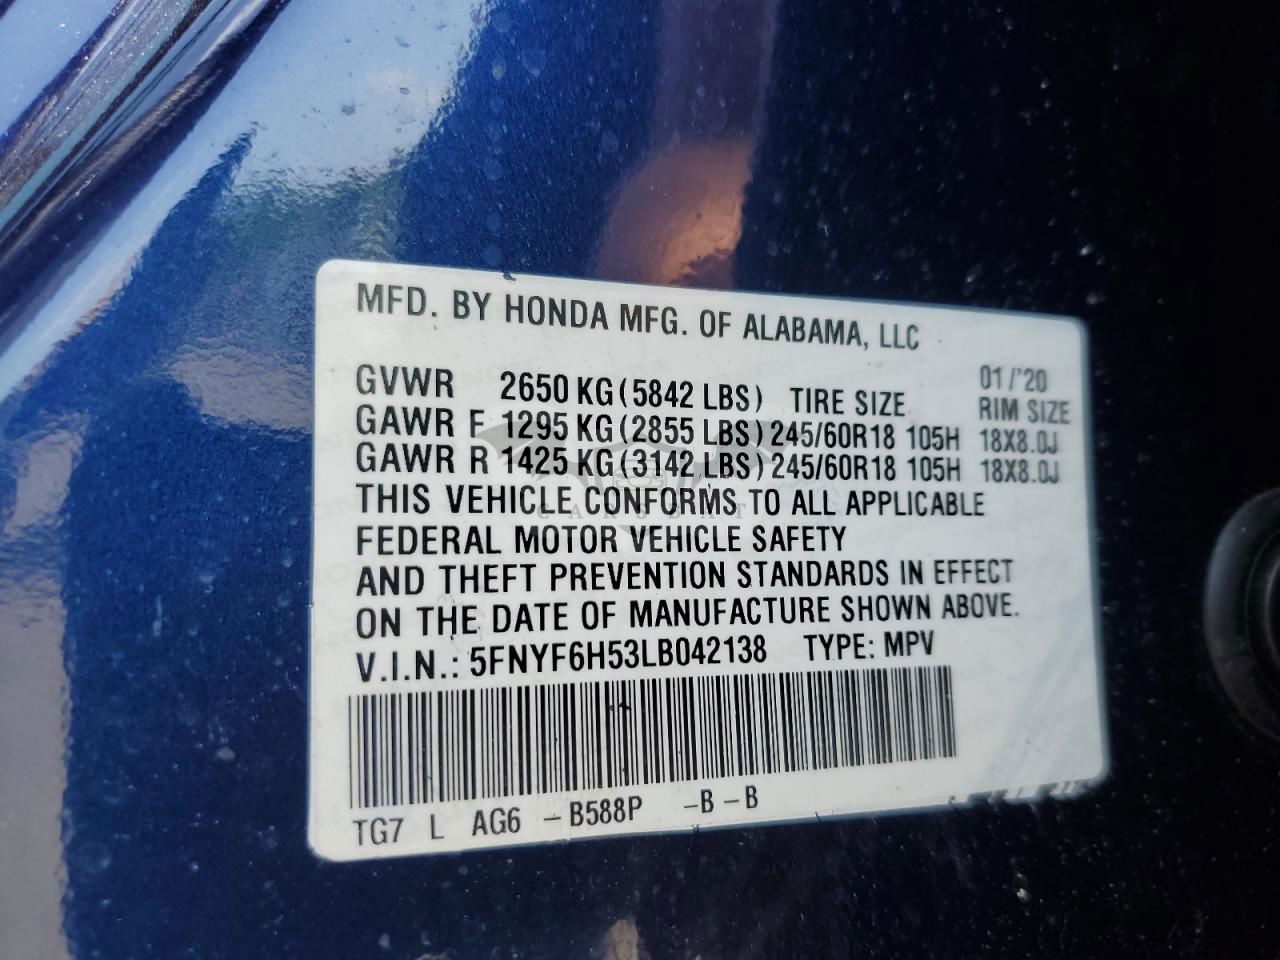 MFD. BY HONDA MFG. OF ALABAMA, LLC
01/'20
GVWR 2650 KG (5842 LBS) TIRE SIZE RIM SIZE
GAWR F 1295 KG (2855 LBS) 245/60R18 105H 18X8.0J
GAWR R 1425 KG (3142 LBS) 245/60R18 105H 18X8.0J
THIS VEHICLE CONFORMS TO ALL APPLICABLE
FEDERAL MOTOR VEHICLE SAFETY
AND THEFT PREVENTION STANDARDS IN EFFECT
ON THE DATE OF MANUFACTURE SHOWN ABOVE.
V.I.N.: 5FNYF6H53LB042138 TYPE: MPV
TG7 L AG6 – B588P –B –B